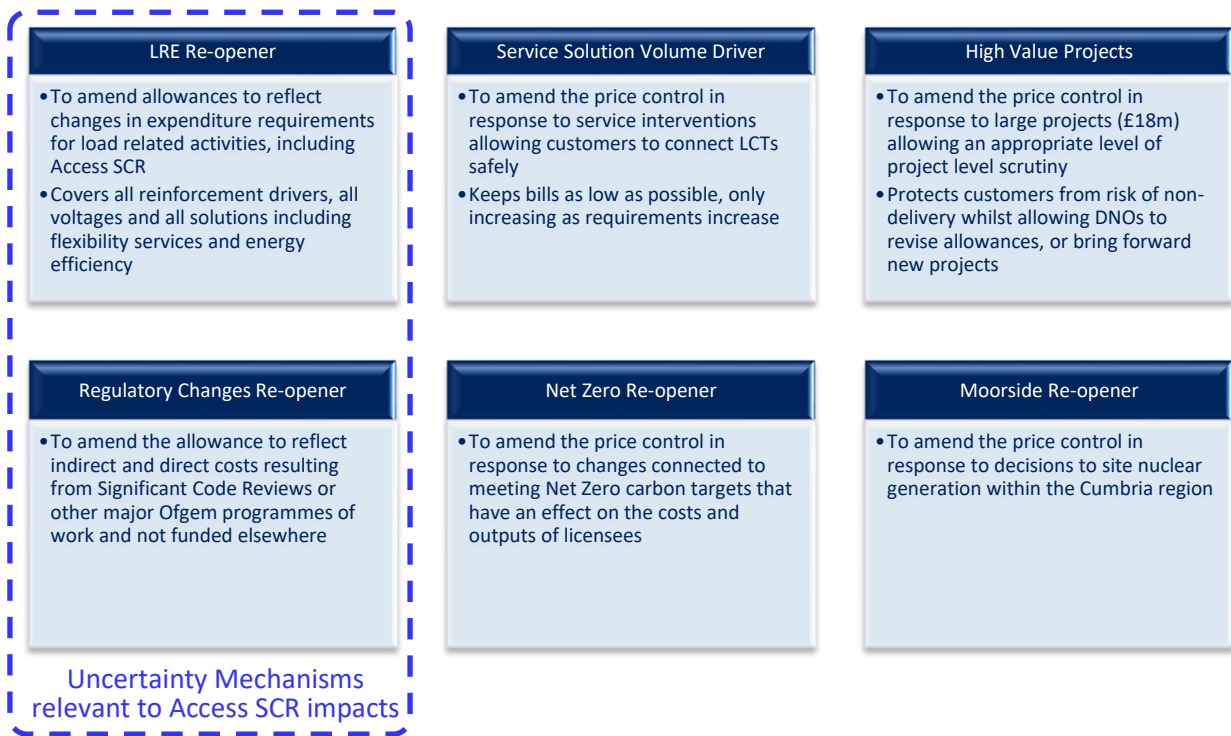 LRE Re-opener
•To amend allowances to reflect
changes in expenditure requirements
for load related activities, including
Access SCR
•Covers all reinforcement drivers, all
voltages and all solutions including
flexibility services and energy
efficiency
Service Solution Volume Driver
•To amend the price control in
response to service interventions
allowing customers to connect LCTs
safely
•Keeps bills as low as possible, only
increasing as requirements increase
High Value Projects
•To amend the price control in
response to large projects (£18m)
allowing an appropriate level of
project level scrutiny
•Protects customers from risk of non-
delivery whilst allowing DNOs to
revise allowances, or bring forward
new projects
Regulatory Changes Re-opener
•To amend the allowance to reflect
indirect and direct costs resulting
from Significant Code Reviews or
other major Ofgem programmes of
work and not funded elsewhere
Net Zero Re-opener
•To amend the price control in
response to changes connected to
meeting Net Zero carbon targets that
have an effect on the costs and
outputs of licensees
Moorside Re-opener
•To amend the price control in
response to decisions to site nuclear
generation within the Cumbria region
Uncertainty Mechanisms
relevant to Access SCR impacts